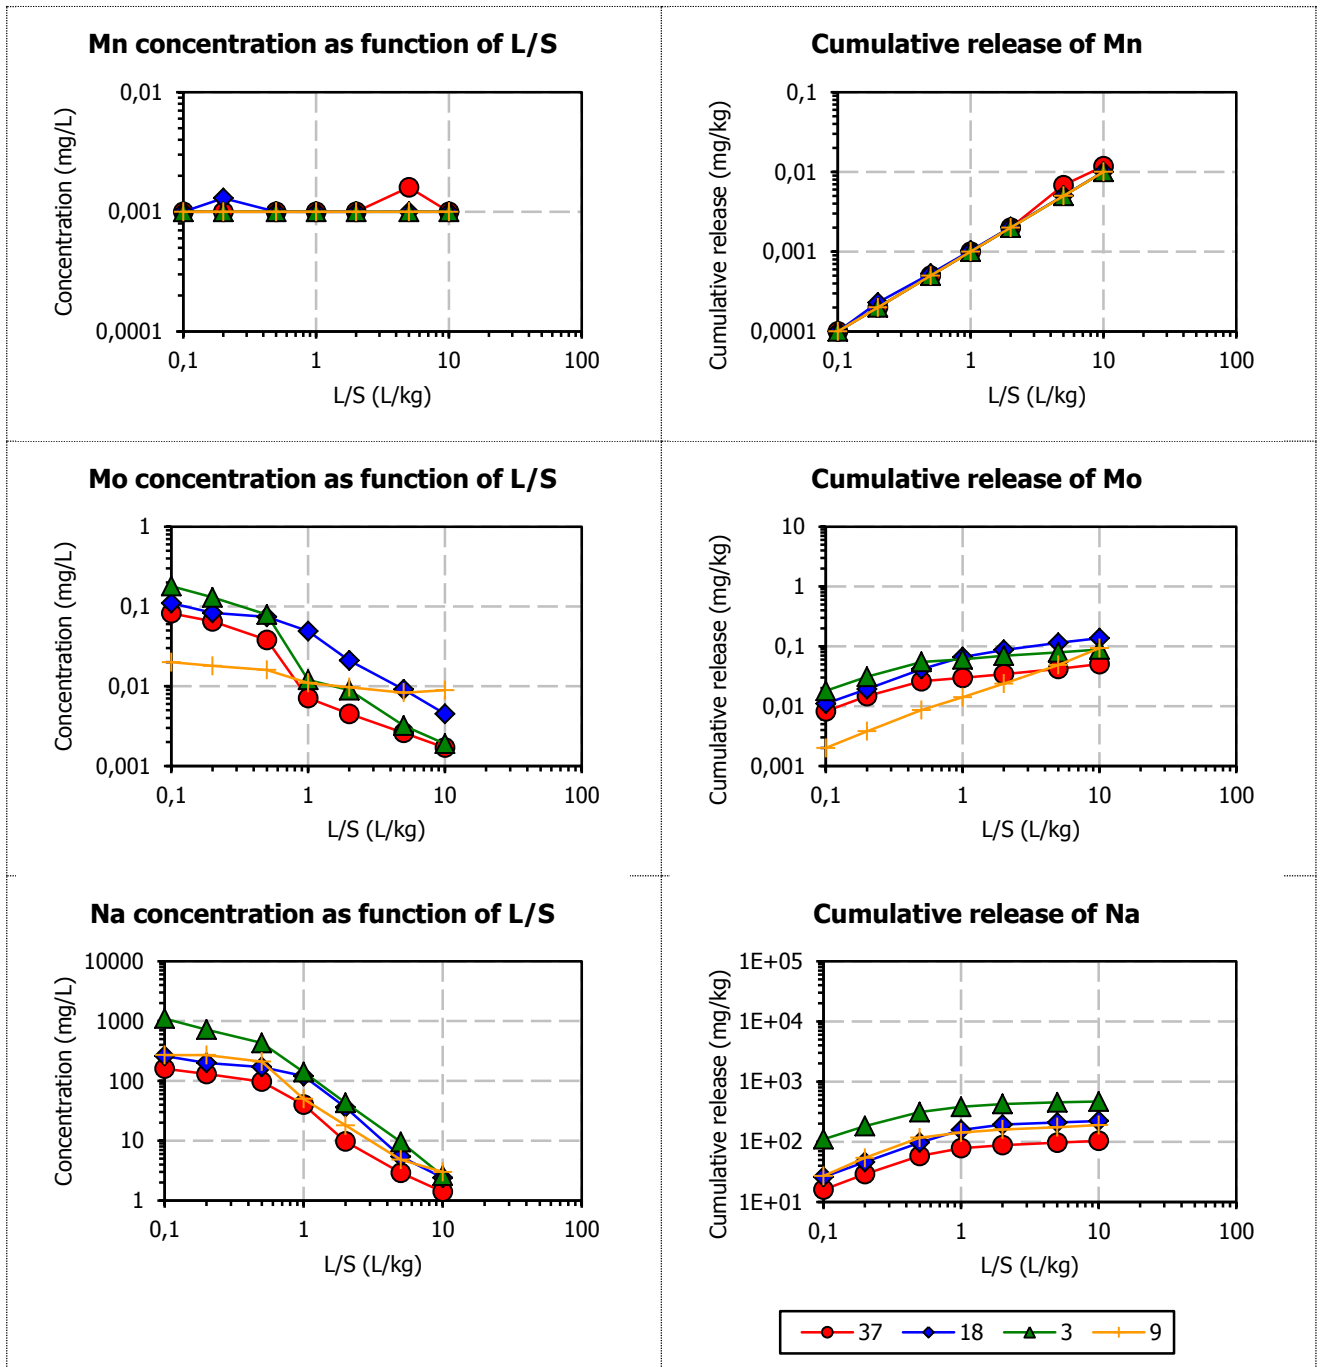 Mn concentration as function of L/S
Concentration (mg/L)
0,01
0,001
0,0001
0,1 1 10 100
L/S (L/kg)
Cumulative release of Mn
Cumulative release (mg/kg)
0,1
0,01
0,001
0,0001
0,1 1 10 100
L/S (L/kg)
Mo concentration as function of L/S
Concentration (mg/L)
1
0,1
0,01
0,001
0,1 1 10 100
L/S (L/kg)
Cumulative release of Mo
Cumulative release (mg/kg)
10
1
0,1
0,01
0,001
0,1 1 10 100
L/S (L/kg)
Na concentration as function of L/S
Concentration (mg/L)
10000
1000
100
10
1
0,1 1 10 100
L/S (L/kg)
Cumulative release of Na
Cumulative release (mg/kg)
1E+05
1E+04
1E+03
1E+02
1E+01
0,1 1 10 100
L/S (L/kg)
37 18 3 9